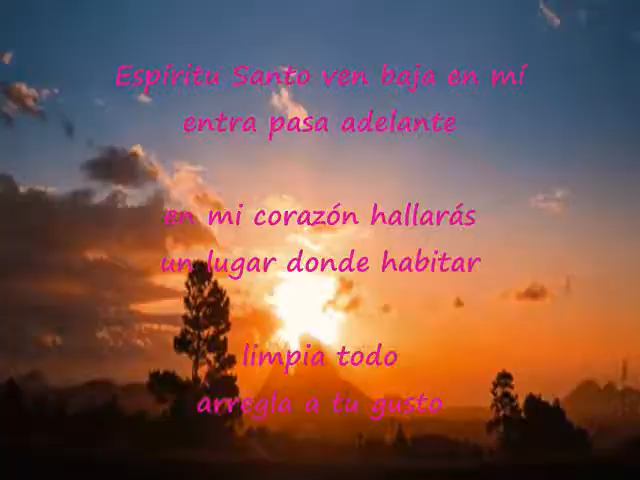 Espíritu Santo ven baja en mí
entra pasa adelante
en mi corazón hallarás
un lugar donde habitar
limpia todo
arregla a tu gusto